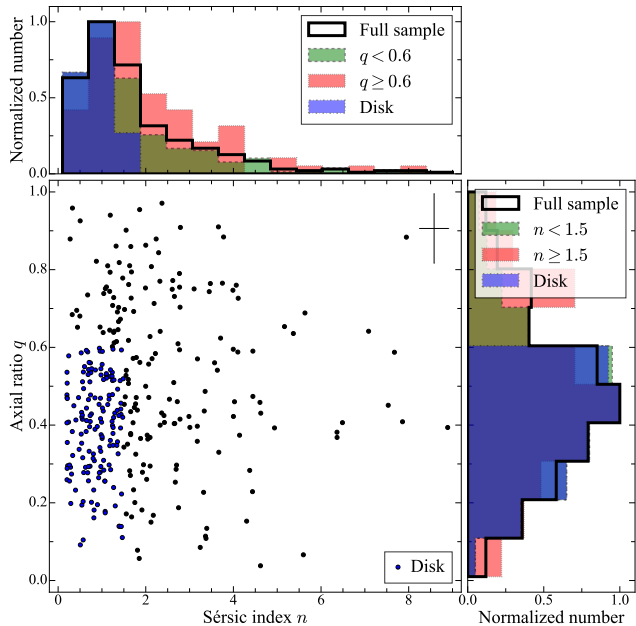 Normalized number
1.0
0.5
0.0
Full sample
q < 0.6
q ≥ 0.6
Disk
Axial ratio q
1.0
0.8
0.6
0.4
0.2
0.0
0 2 4 6 8
Sérsic index n
Disk
Full sample
n < 1.5
n ≥ 1.5
Disk
0.0 0.5 1.0
Normalized number